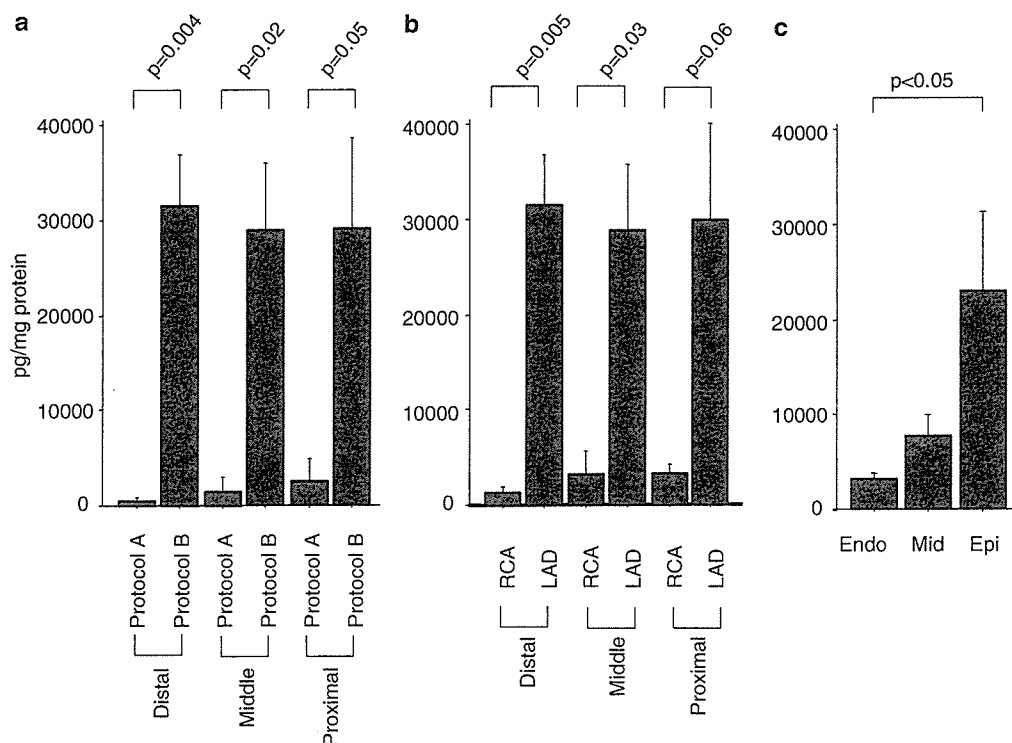 a
p=0.004
p=0.02
p=0.05
40000
30000
20000
10000
0
pg/mg protein
Protocol A
Protocol B
Protocol A
Protocol B
Protocol A
Protocol B
Distal
Middle
Proximal
b
p=0.005
p=0.03
p=0.06
40000
30000
20000
10000
0
RCA
LAD
RCA
LAD
RCA
LAD
Distal
Middle
Proximal
c
p<0.05
40000
30000
20000
10000
0
Endo
Mid
Epi